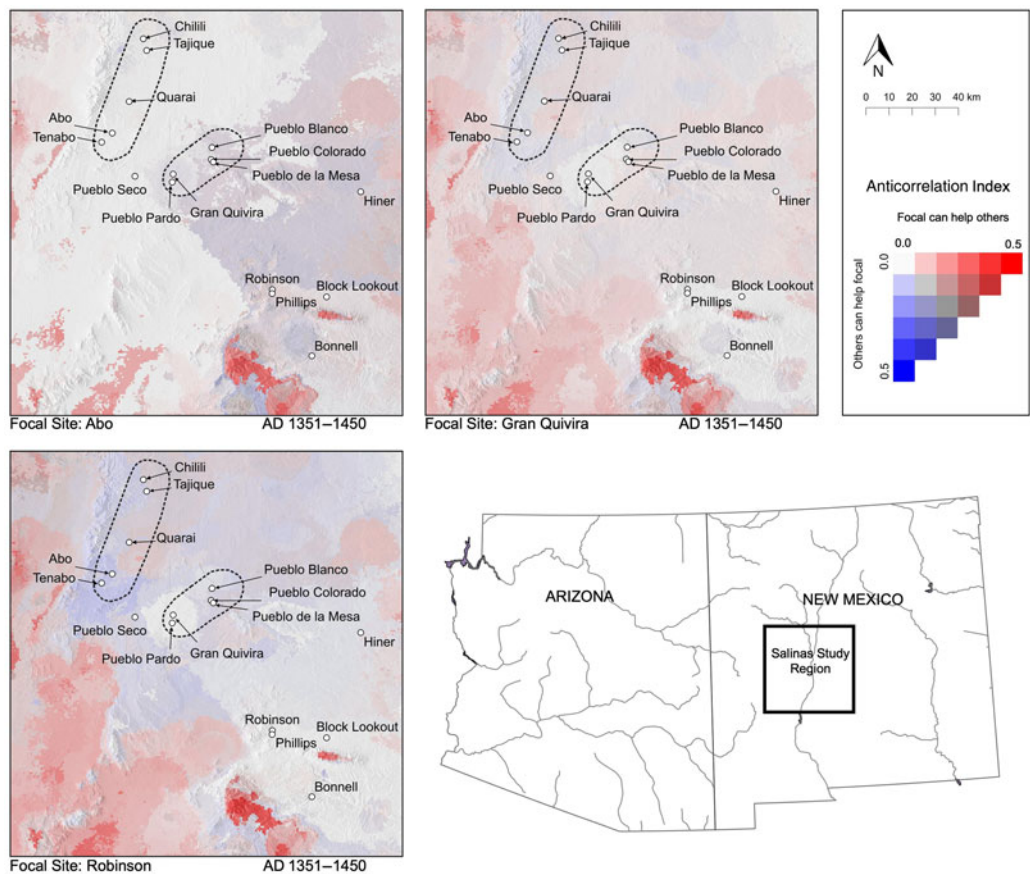 Chilili
Tajique
Quarai
Abo
Tenabo
Pueblo Blanco
Pueblo Colorado
Pueblo Seco
Pueblo de la Mesa
Hiner
Gran Quivira
Pueblo Pardo
Robinson
Phillips
Block Lookout
Bonnell
Focal Site: Abo AD 1351–1450
Chilili
Tajique
Quarai
Abo
Tenabo
Pueblo Blanco
Pueblo Colorado
Pueblo Seco
Pueblo de la Mesa
Hiner
Gran Quivira
Pueblo Pardo
Robinson
Phillips
Block Lookout
Bonnell
Focal Site: Gran Quivira AD 1351–1450
N
0 10 20 30 40 km
Anticorrelation Index
Focal can help others
0.0 0.5
0.0
Others can help focal
0.5
Chilili
Tajique
Quarai
Abo
Tenabo
Pueblo Blanco
Pueblo Colorado
Pueblo Seco
Pueblo de la Mesa
Hiner
Gran Quivira
Pueblo Pardo
Robinson
Phillips
Block Lookout
Bonnell
Focal Site: Robinson AD 1351–1450
ARIZONA
NEW MEXICO
Salinas Study
Region